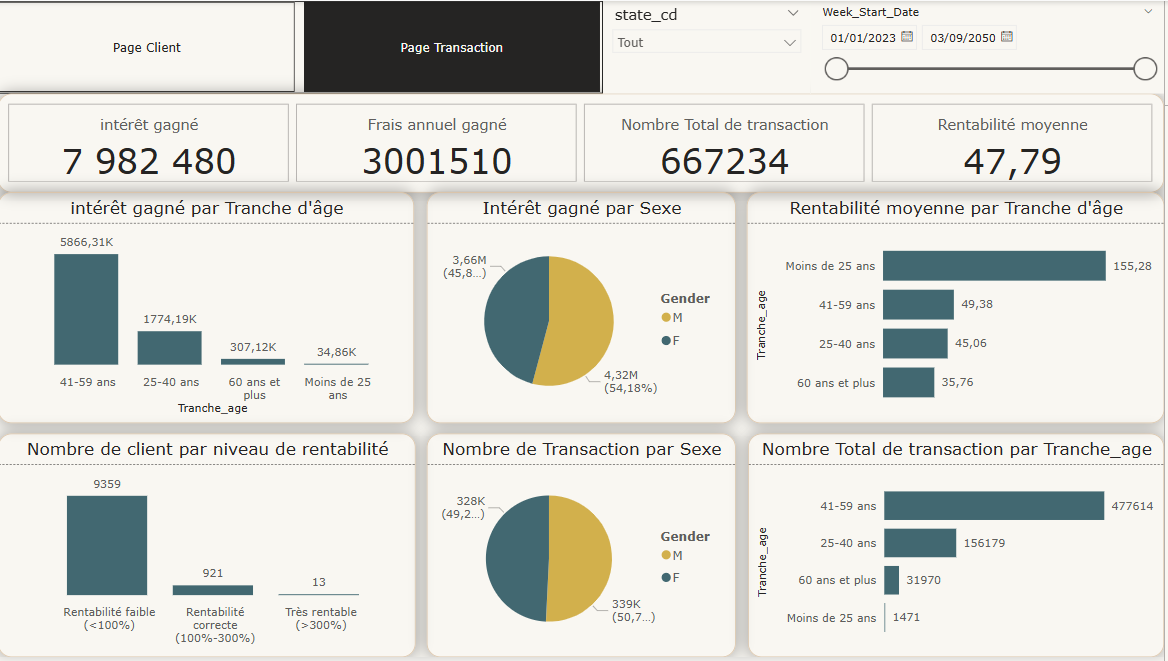 Page Client
Page Transaction
state_cd
Tout
Week_Start_Date
01/01/2023
03/09/2050
intérêt gagné
7 982 480
Frais annuel gagné
3001510
Nombre Total de transaction
667234
Rentabilité moyenne
47,79
intérêt gagné par Tranche d'âge
5866,31K
1774,19K
307,12K
34,86K
41-59 ans
25-40 ans
60 ans et
plus
Moins de 25
ans
Tranche_age
Intérêt gagné par Sexe
3,66M
(45,8...)
4,32M
(54,18%)
Gender
M
F
Rentabilité moyenne par Tranche d'âge
Tranche_age
Moins de 25 ans
155,28
41-59 ans
49,38
25-40 ans
45,06
60 ans et plus
35,76
Nombre de client par niveau de rentabilité
9359
921
13
Rentabilité faible
(<100%)
Rentabilité
correcte
(100%-300%)
Très rentable
(>300%)
Nombre de Transaction par Sexe
328K
(49,2...)
339K
(50,7...)
Gender
M
F
Nombre Total de transaction par Tranche_age
Tranche_age
41-59 ans
477614
25-40 ans
156179
60 ans et plus
31970
Moins de 25 ans
1471